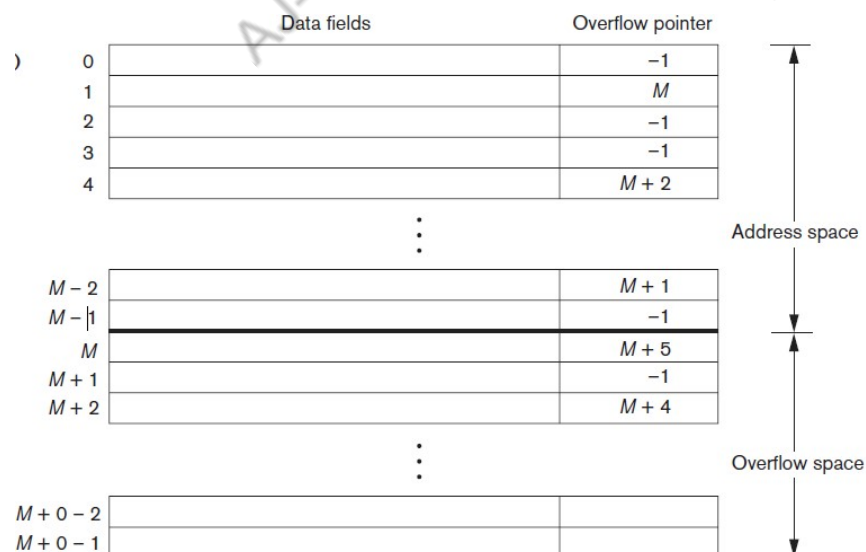 Data fields Overflow pointer
) 0 –1
1 M
2 –1
3 –1
4 M + 2
Address space
M – 2 M + 1
M – 1 –1
M M + 5
M + 1 –1
M + 2 M + 4
Overflow space
M + 0 – 2
M + 0 – 1